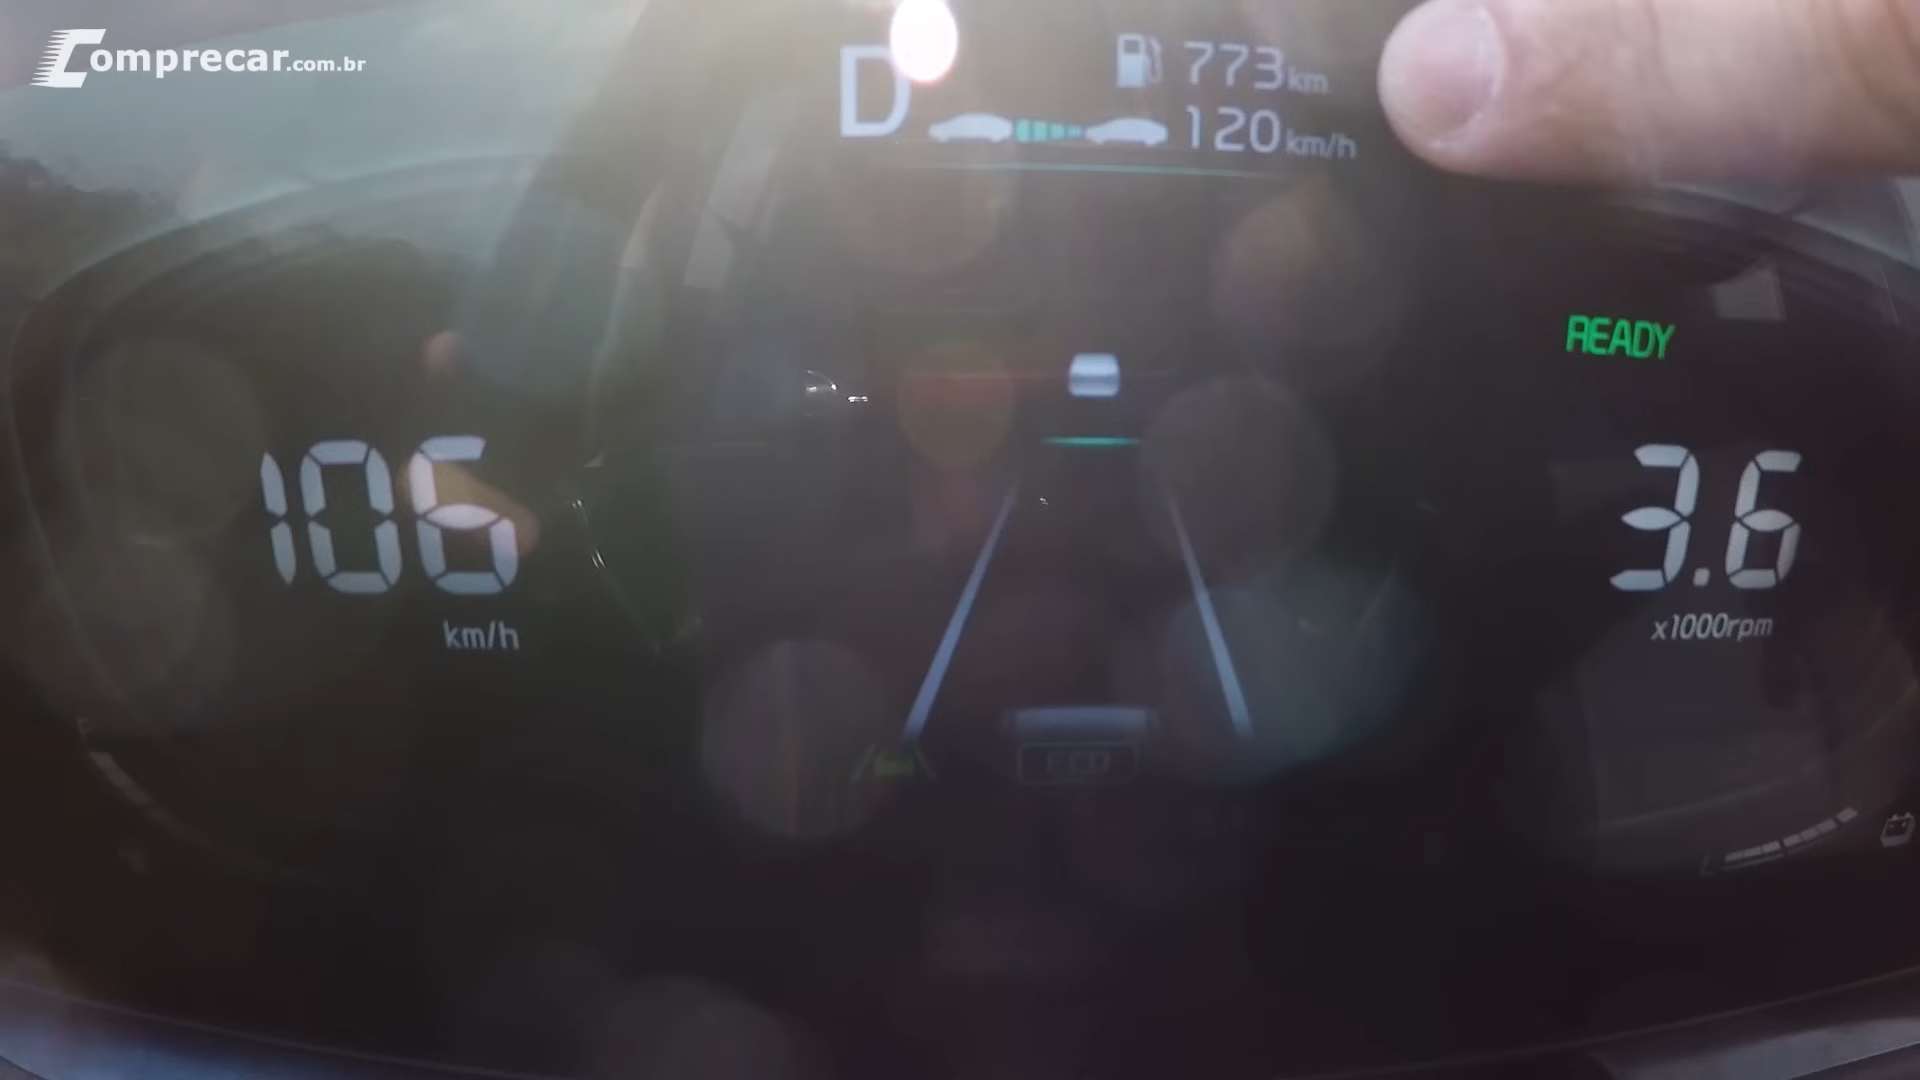 Comprecar.com.br
D
773 km
120 km/h
READY
106
km/h
3.6
x1000rpm
ECO